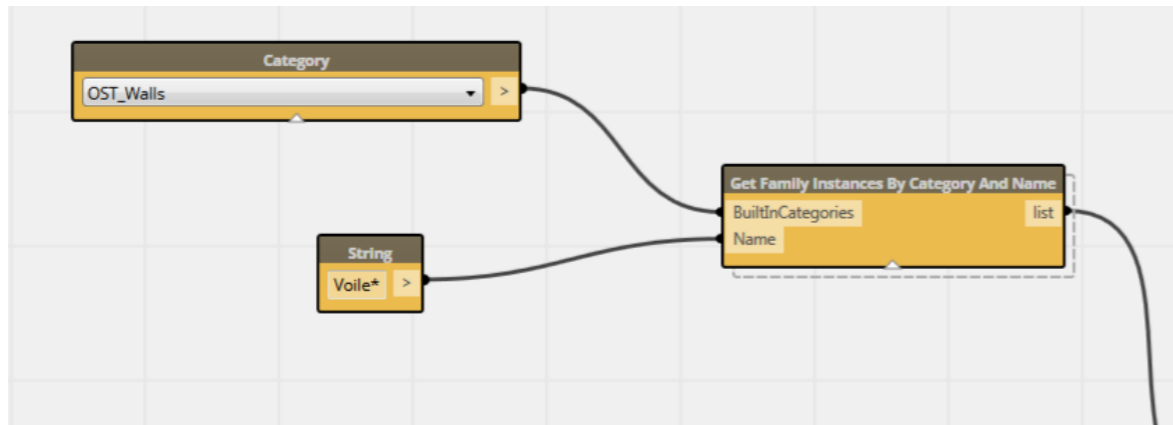 Category
OST_Walls
>
Get Family Instances By Category And Name
BuiltInCategories
list
Name
String
Voile*
>